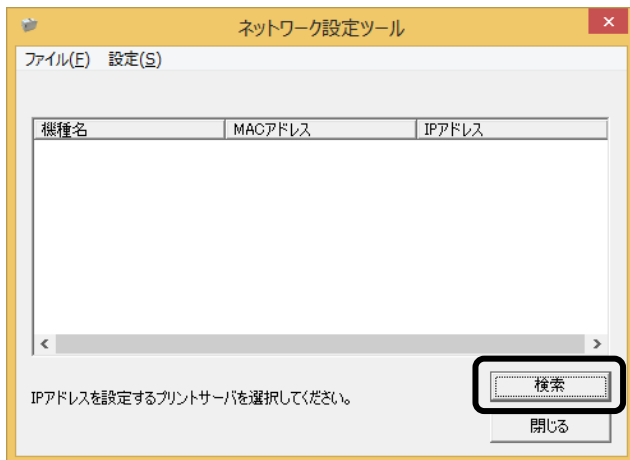 ネットワーク設定ツール
ファイル(F) 設定(S)
機種名 MACアドレス IPアドレス
検索
IPアドレスを設定するプリントサーバを選択してください。
閉じる